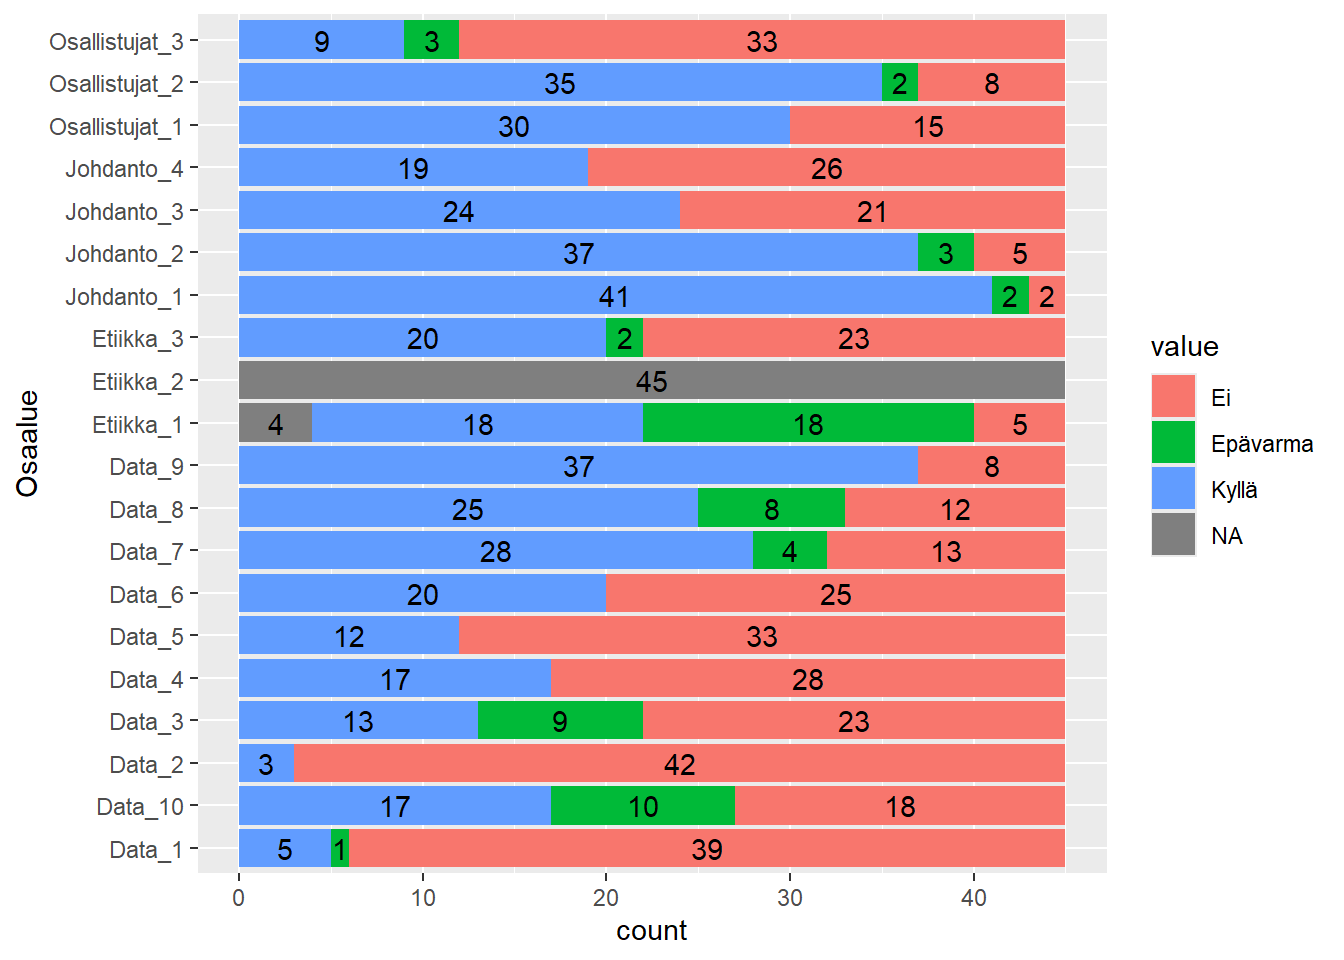 Osallistujat_3 9 3 33
Osallistujat_2 35 2 8
Osallistujat_1 30 15
Johdanto_4 19 26
Johdanto_3 24 21
Johdanto_2 37 3 5
Johdanto_1 41 2 2
Etiikka_3 20 2 23
Etiikka_2 45
Etiikka_1 4 18 18 5
Data_9 37 8
Data_8 25 8 12
Data_7 28 4 13
Data_6 20 25
Data_5 12 33
Data_4 17 28
Data_3 13 9 23
Data_2 3 42
Data_10 17 10 18
Data_1 5 1 39
0 10 20 30 40
count
Osaalue
value
Ei
Epävarma
Kyllä
NA